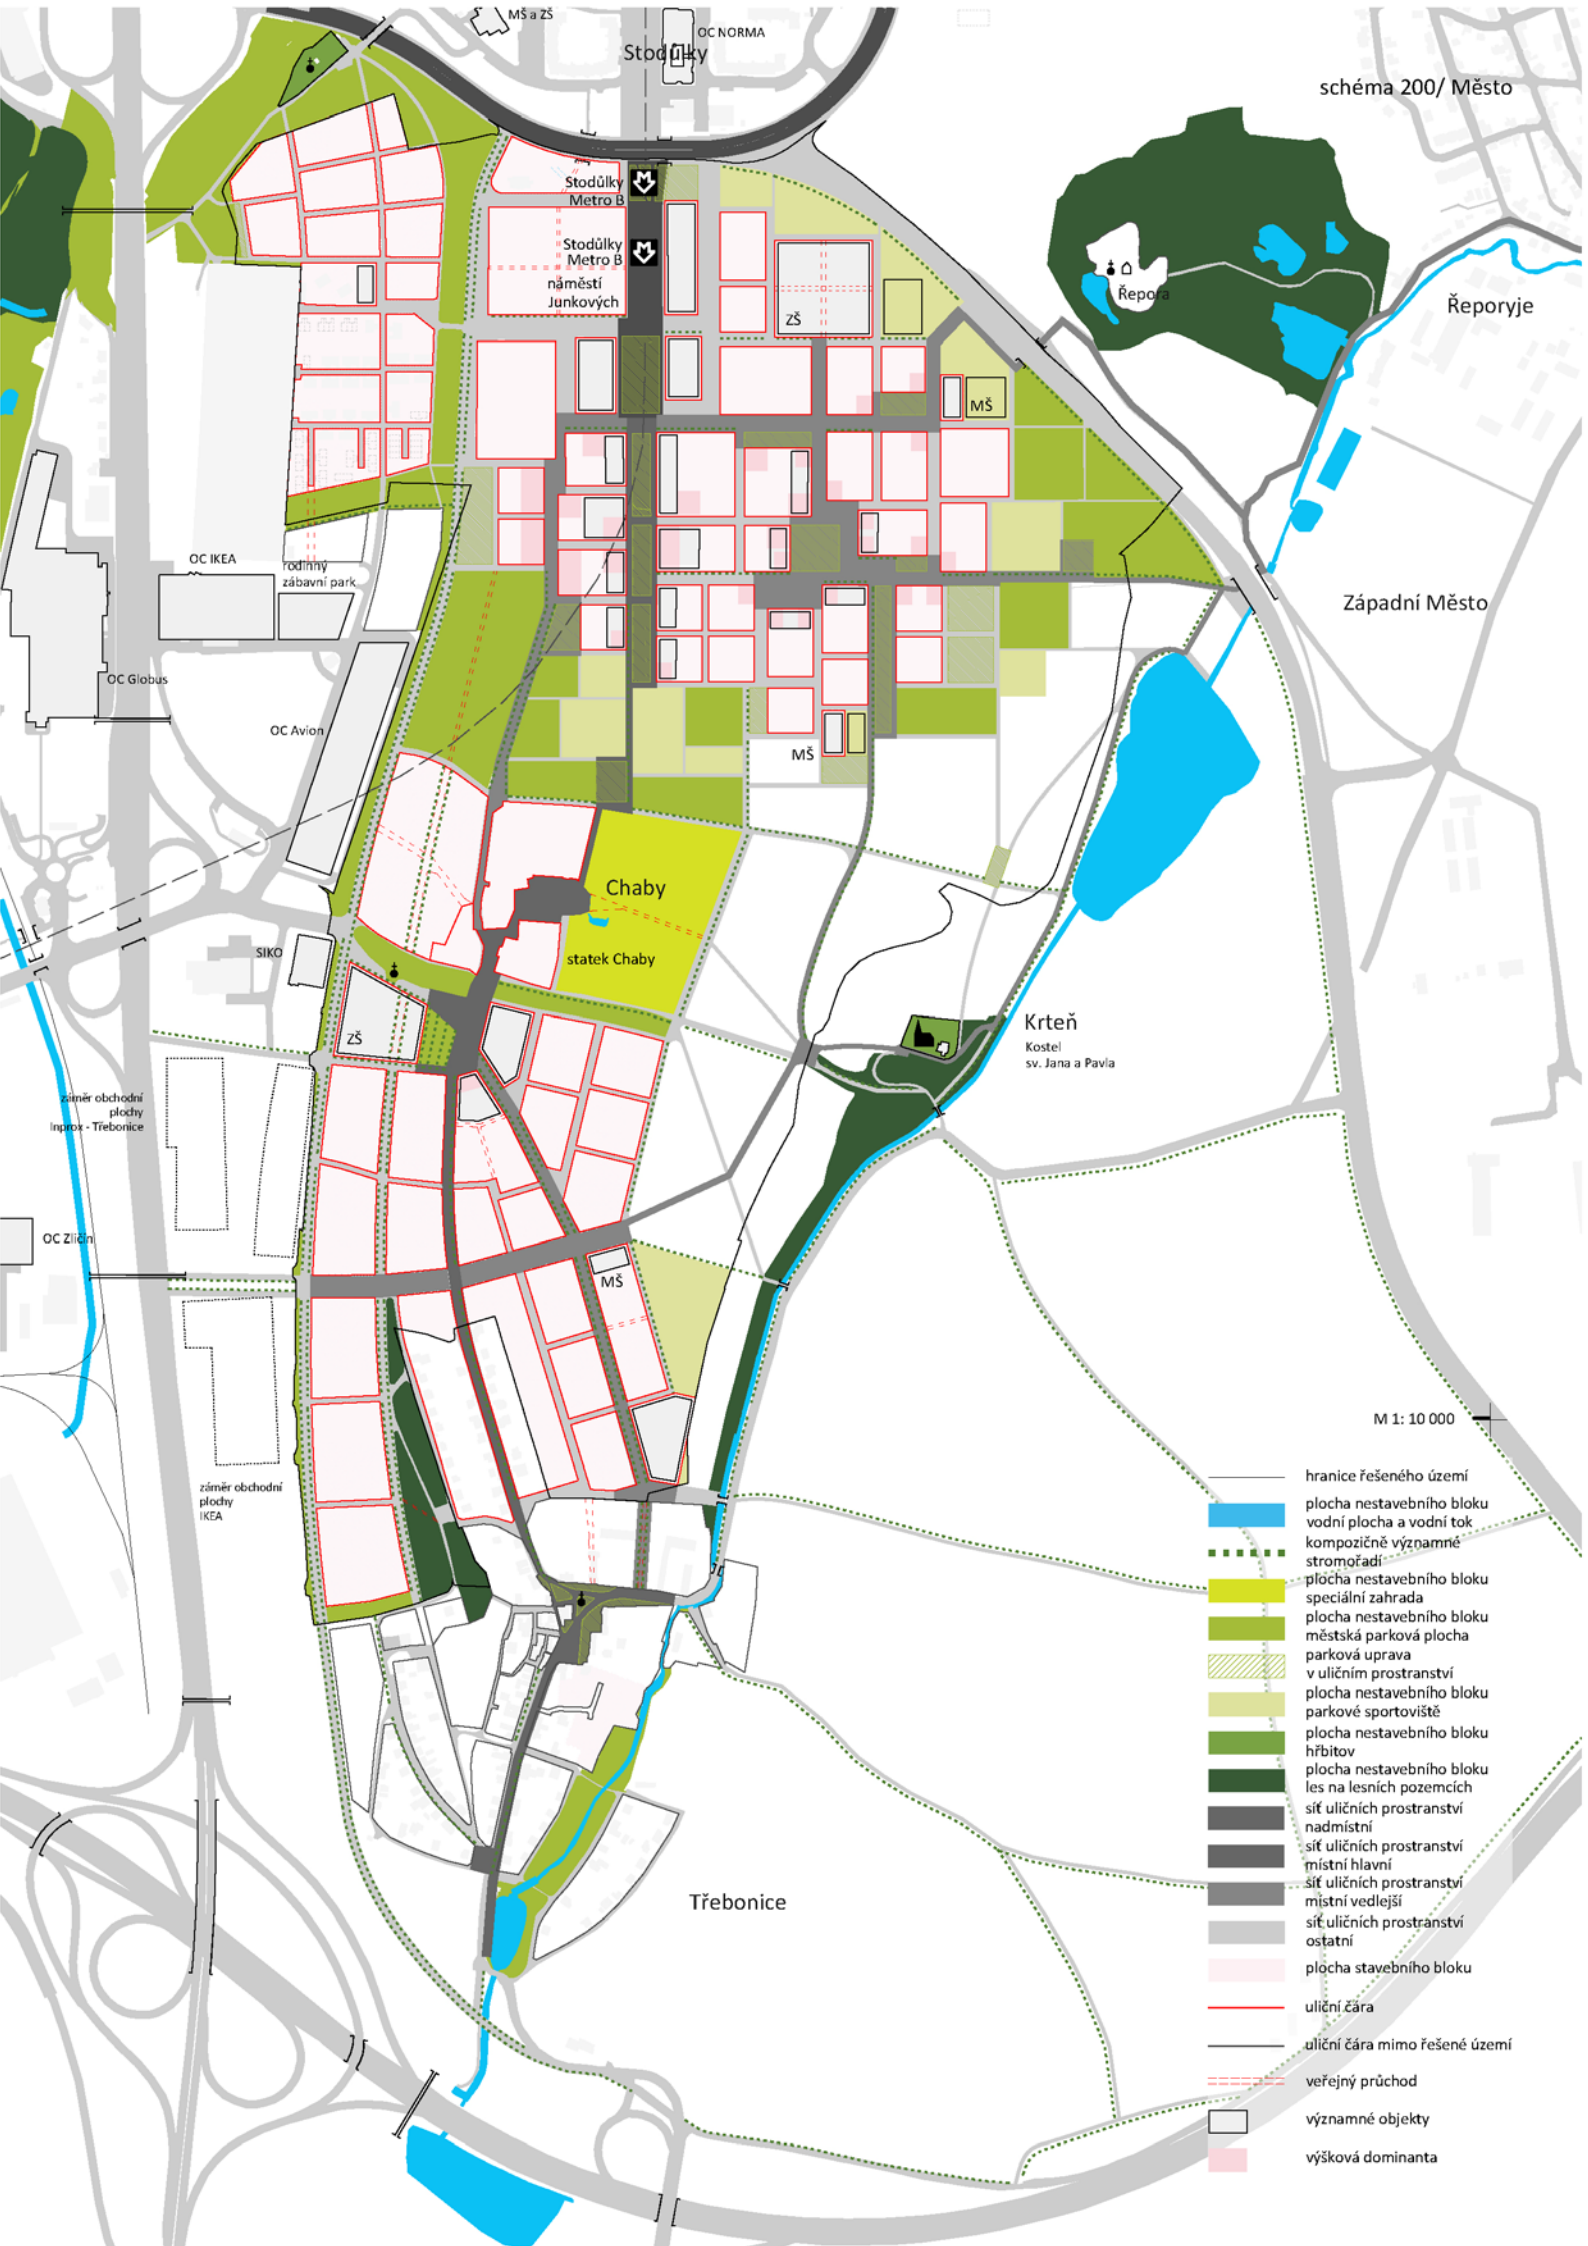 MŠ a ZŠ
OC NORMA
Stodůlky
schéma 200/ Město
Stodůlky
Metro B
Stodůlky
Metro B
náměstí
Junkových
ZŠ
Řepora
Řeporyje
MŠ
OC IKEA
rodinný
zábavní park
Západní Město
OC Globus
OC Avion
MŠ
Chaby
SIKO
statek Chaby
ZŠ
Krteň
Kostel
sv. Jana a Pavla
záměr obchodní
plochy
Inprox - Třebonice
OC Zličín
MŠ
M 1: 10 000
záměr obchodní
plochy
IKEA
hranice řešeného území
plocha nestavebního bloku
vodní plocha a vodní tok
kompozičně významné
stromořadí
plocha nestavebního bloku
speciální zahrada
plocha nestavebního bloku
městská parková plocha
parková uprava
v uličním prostranství
plocha nestavebního bloku
parkové sportoviště
plocha nestavebního bloku
hřbitov
plocha nestavebního bloku
les na lesních pozemcích
síť uličních prostranství
nadmístní
síť uličních prostranství
místní hlavní
síť uličních prostranství
místní vedlejší
síť uličních prostranství
ostatní
plocha stavebního bloku
uliční čára
uliční čára mimo řešené území
veřejný průchod
významné objekty
výšková dominanta
Třebonice